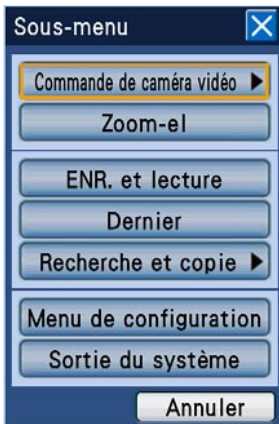 Sous-menu
Commande de caméra vidéo
Zoom-el
ENR. et lecture
Dernier
Recherche et copie
Menu de configuration
Sortie du système
Annuler